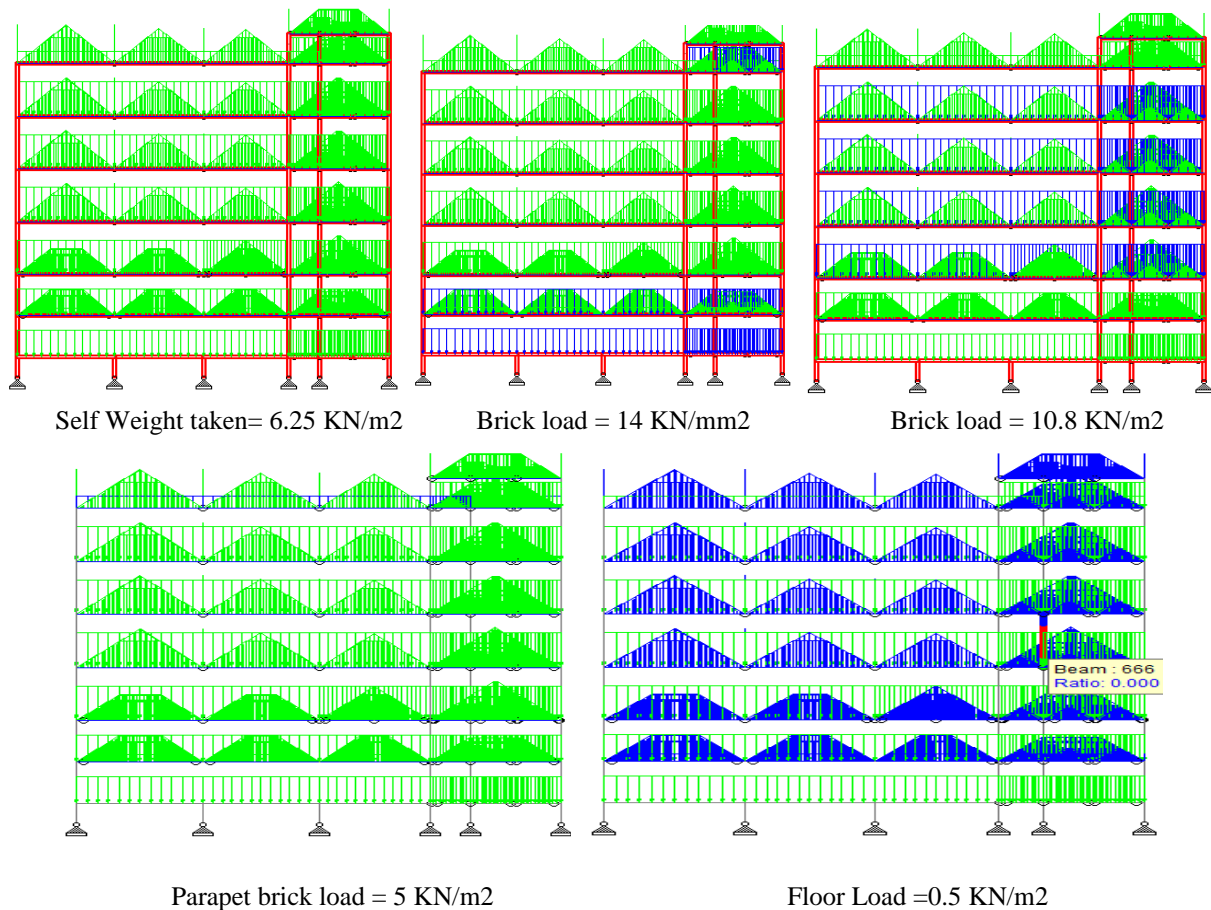 Self Weight taken= 6.25 KN/m2
Brick load = 14 KN/mm2
Brick load = 10.8 KN/m2
Beam : 666
Ratio: 0.000
Parapet brick load = 5 KN/m2
Floor Load =0.5 KN/m2